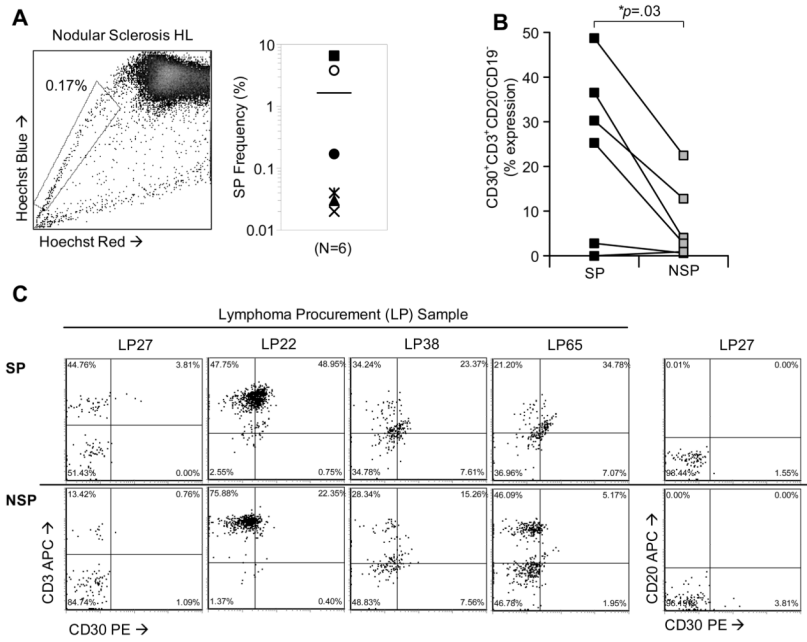 A
Nodular Sclerosis HL
0.17%
Hoechst Blue →
Hoechst Red →
SP Frequency (%)
10
1
0.1
0.01
(N=6)
B
*p=.03
CD30⁺CD3⁺CD20⁻CD19⁻
(% expression)
50
40
30
20
10
0
SP
NSP
C
Lymphoma Procurement (LP) Sample
LP27
LP22
LP38
LP65
LP27
SP
44.76% 3.81%
51.43% 0.00%
47.75% 48.95%
2.55% 0.75%
34.24% 23.37%
34.78% 7.61%
21.20% 34.78%
36.96% 7.07%
0.01% 0.00%
98.44% 1.55%
NSP
13.42% 0.76%
84.74% 1.09%
75.88% 22.35%
1.37% 0.40%
28.34% 15.26%
48.83% 7.56%
46.09% 5.17%
46.78% 1.95%
0.00% 0.00%
3.81%
CD3 APC →
CD30 PE →
CD20 APC →
CD30 PE →